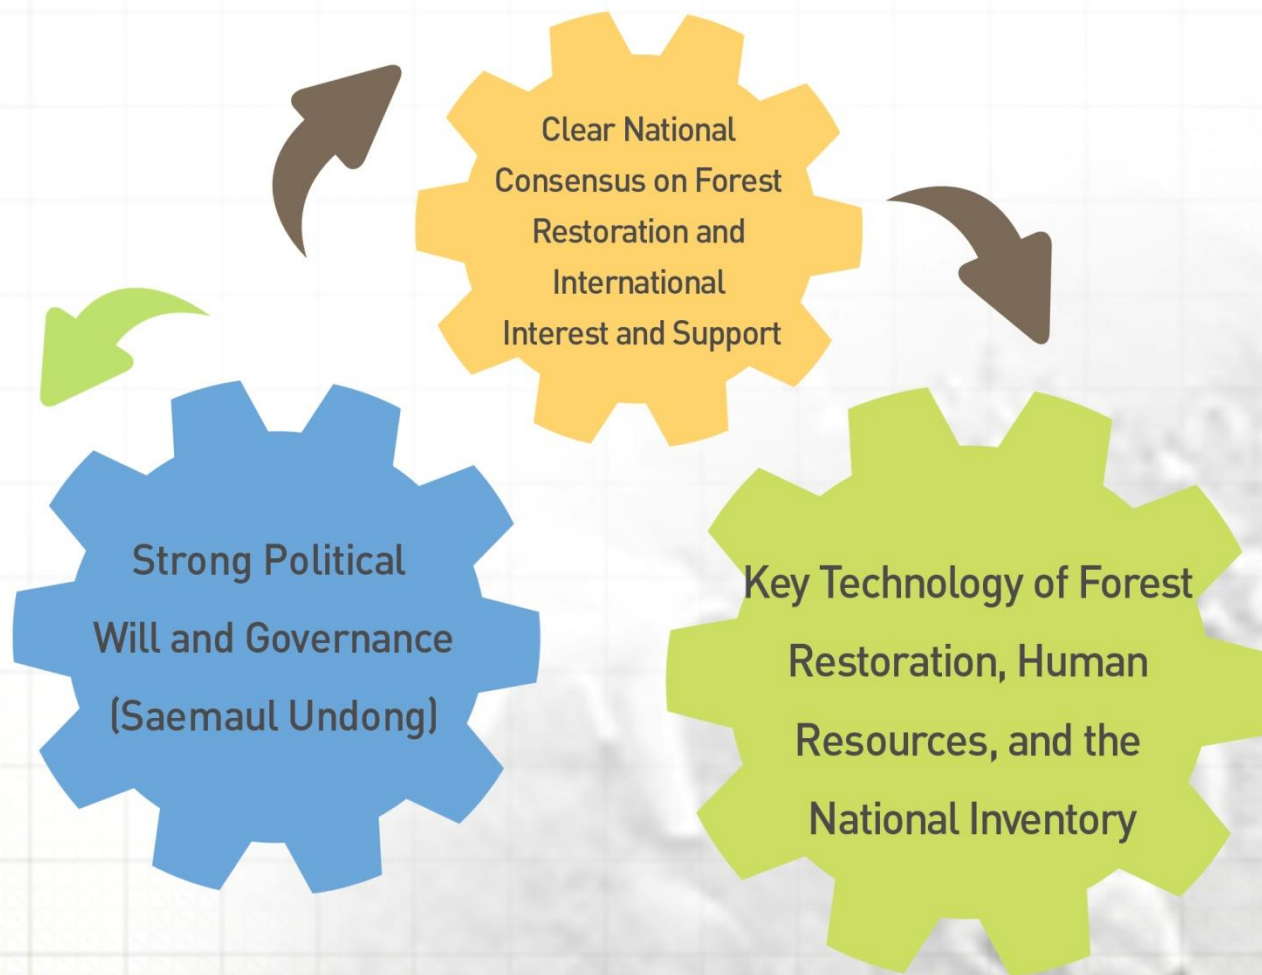 Clear National
Consensus on Forest
Restoration and
International
Interest and Support
Strong Political
Will and Governance
(Saemaul Undong)
Key Technology of Forest
Restoration, Human
Resources, and the
National Inventory